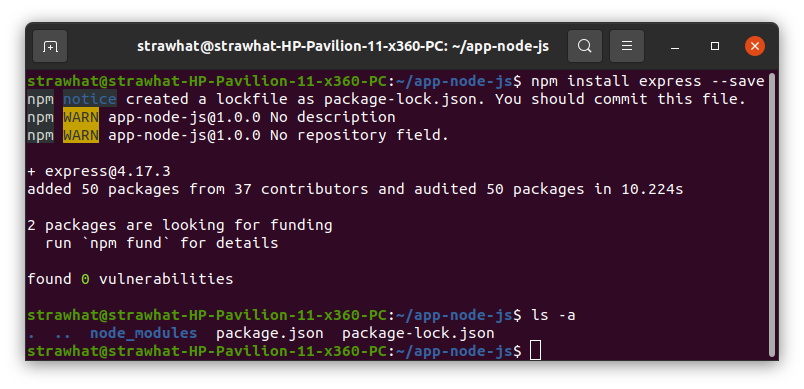 strawhat@strawhat-HP-Pavilion-11-x360-PC: ~/app-node-js
strawhat@strawhat-HP-Pavilion-11-x360-PC:~/app-node-js$ npm install express --save
npm notice created a lockfile as package-lock.json. You should commit this file.
npm WARN app-node-js@1.0.0 No description
npm WARN app-node-js@1.0.0 No repository field.
+ express@4.17.3
added 50 packages from 37 contributors and audited 50 packages in 10.224s
2 packages are looking for funding
run `npm fund` for details
found 0 vulnerabilities
strawhat@strawhat-HP-Pavilion-11-x360-PC:~/app-node-js$ ls -a
. .. node_modules package.json package-lock.json
strawhat@strawhat-HP-Pavilion-11-x360-PC:~/app-node-js$